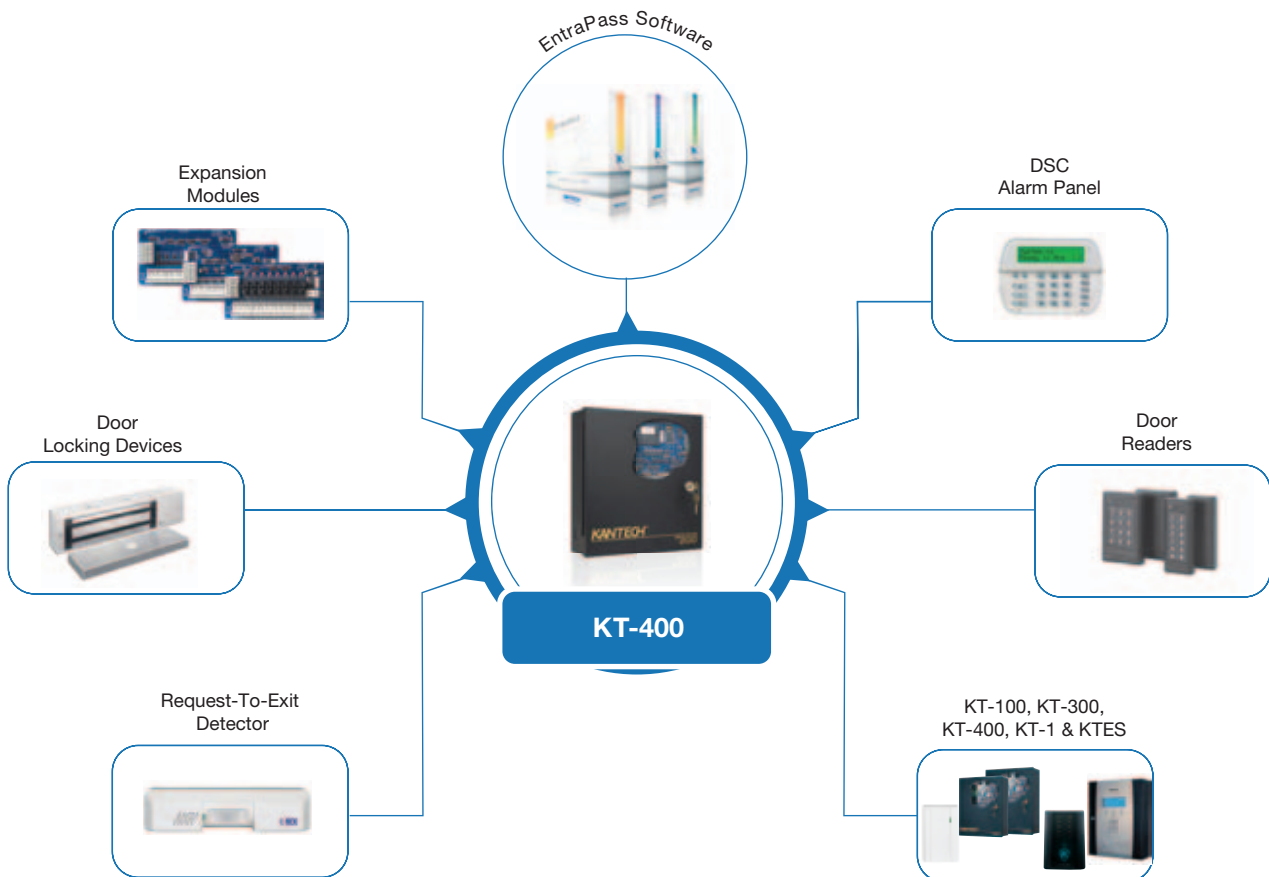 EntraPass Software
Expansion
Modules
DSC
Alarm Panel
Door
Locking Devices
Door
Readers
KANTECH
KT-400
Request-To-Exit
Detector
KT-100, KT-300,
KT-400, KT-1 & KTES